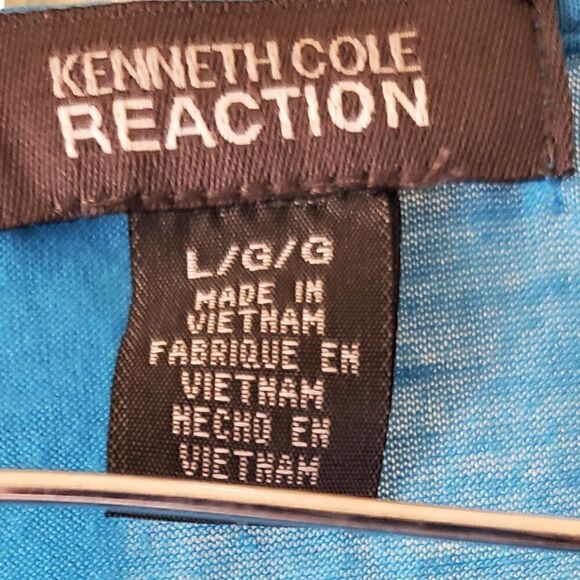 KENNETH COLE
REACTION
L/G/G
MADE IN
VIETNAM
FABRIQUE EN
VIETNAM
HECHO EN
VIETNAM